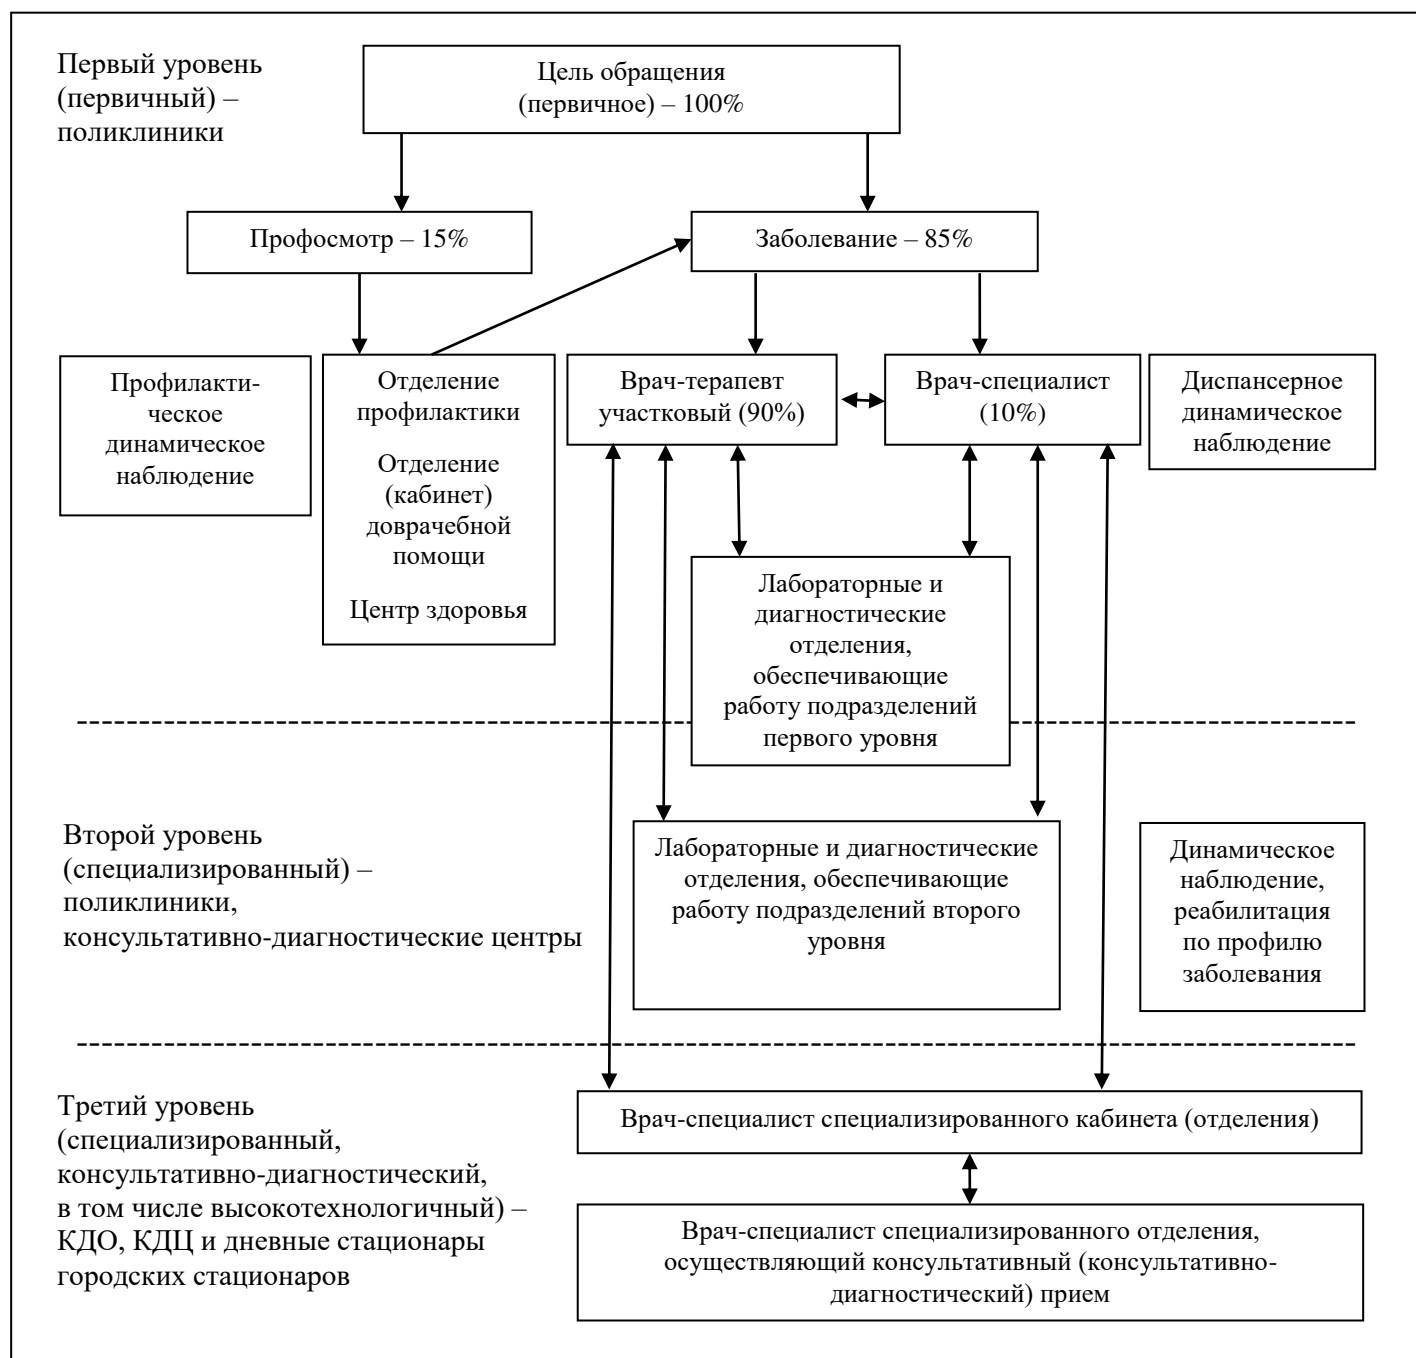 Первый уровень
(первичный) –
поликлиники
Цель обращения
(первичное) – 100%
Профосмотр – 15%
Заболевание – 85%
Профилакти-
ческое
динамическое
наблюдение
Отделение
профилактики
Отделение
(кабинет)
доврачебной
помощи
Центр здоровья
Врач-терапевт
участковый (90%)
Врач-специалист
(10%)
Диспансерное
динамическое
наблюдение
Лабораторные и
диагностические
отделения,
обеспечивающие
работу подразделений
первого уровня
Второй уровень
(специализированный) –
поликлиники,
консультативно-диагностические центры
Лабораторные и диагностические
отделения, обеспечивающие
работу подразделений второго
уровня
Динамическое
наблюдение,
реабилитация
по профилю
заболевания
Третий уровень
(специализированный,
консультативно-диагностический,
в том числе высокотехнологичный) –
КДО, КДЦ и дневные стационары
городских стационаров
Врач-специалист специализированного кабинета (отделения)
Врач-специалист специализированного отделения,
осуществляющий консультативный (консультативно-
диагностический) прием